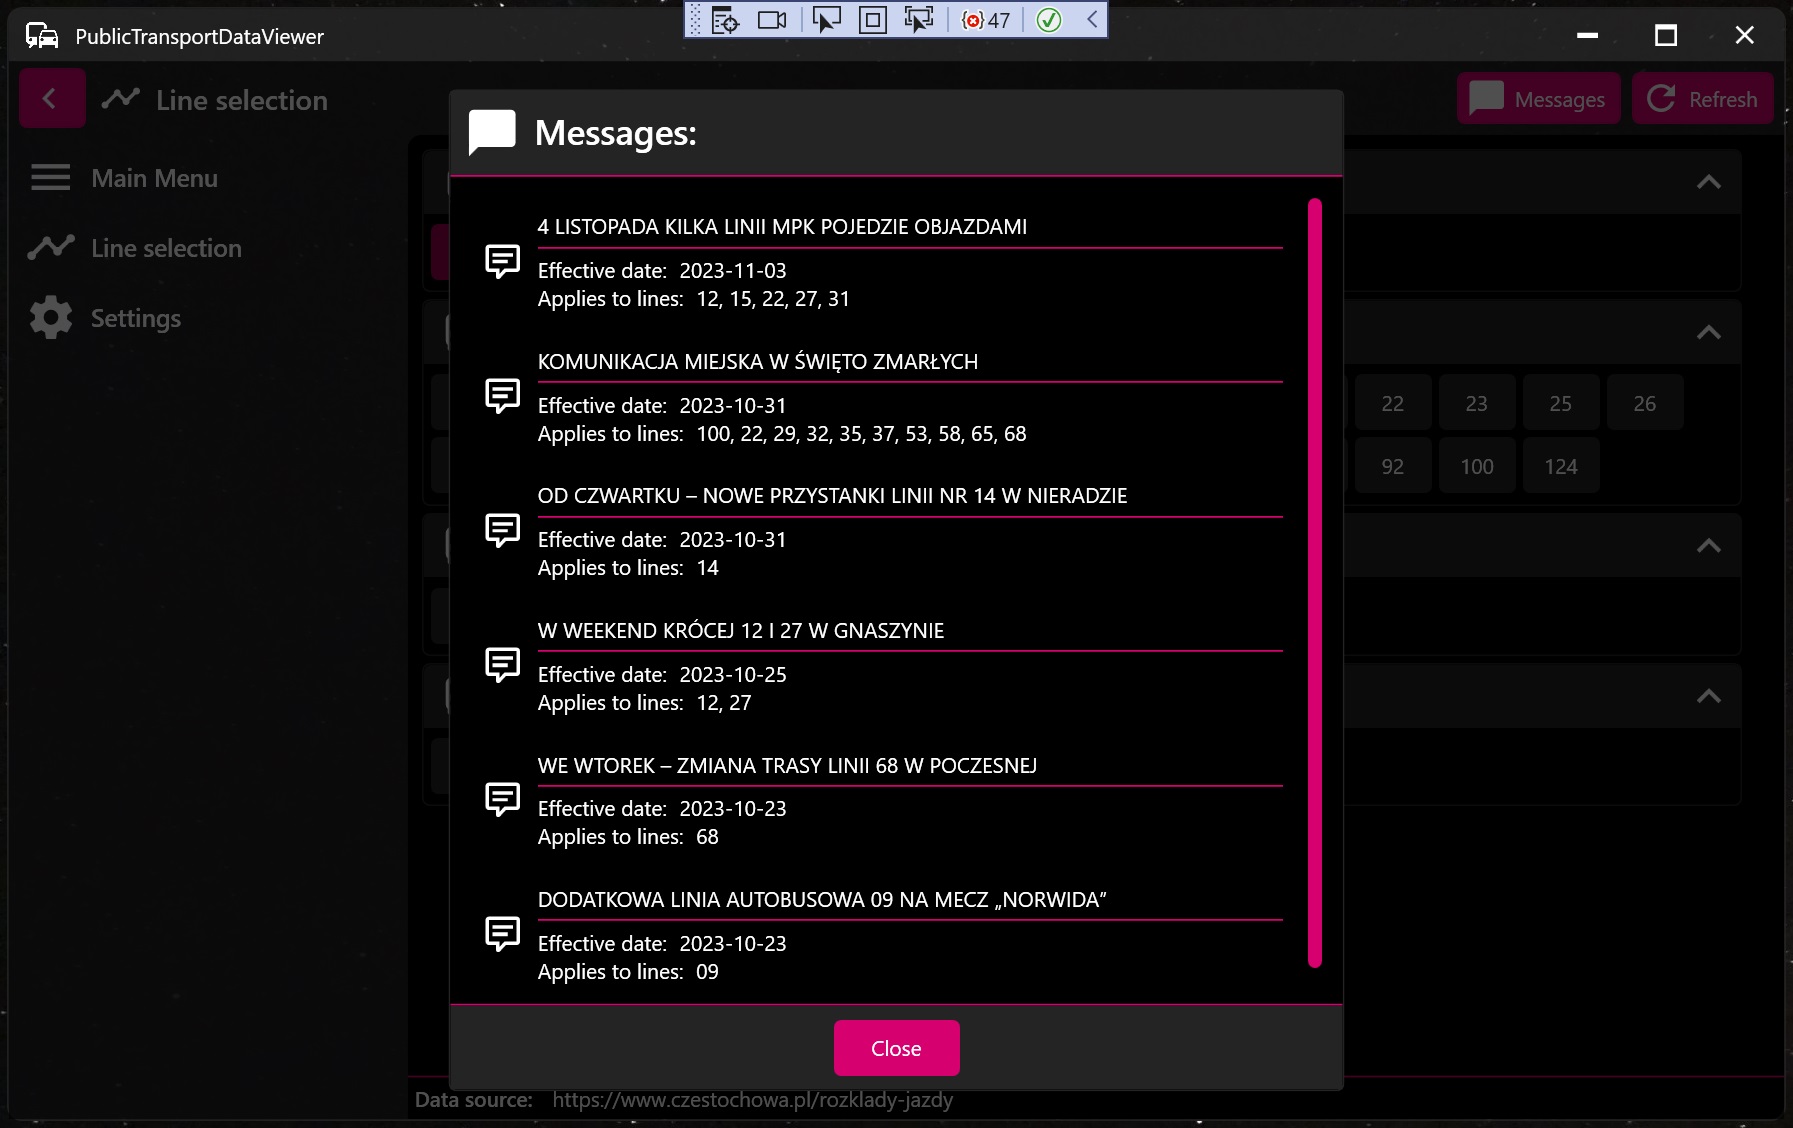 PublicTransportDataViewer
47
Line selection
Messages
Refresh
Main Menu
Line selection
Settings
Messages:
4 LISTOPADA KILKA LINII MPK POJEDZIE OBJAZDAMI
Effective date: 2023-11-03
Applies to lines: 12, 15, 22, 27, 31
KOMUNIKACJA MIEJSKA W ŚWIĘTO ZMARŁYCH
Effective date: 2023-10-31
Applies to lines: 100, 22, 29, 32, 35, 37, 53, 58, 65, 68
OD CZWARTKU – NOWE PRZYSTANKI LINII NR 14 W NIERADZIE
Effective date: 2023-10-31
Applies to lines: 14
W WEEKEND KRÓCEJ 12 I 27 W GNASZYNIE
Effective date: 2023-10-25
Applies to lines: 12, 27
WE WTOREK – ZMIANA TRASY LINII 68 W POCZESNEJ
Effective date: 2023-10-23
Applies to lines: 68
DODATKOWA LINIA AUTOBUSOWA 09 NA MECZ „NORWIDA”
Effective date: 2023-10-23
Applies to lines: 09
Close
22 23 25 26
92 100 124
Data source: https://www.czestochowa.pl/rozklady-jazdy